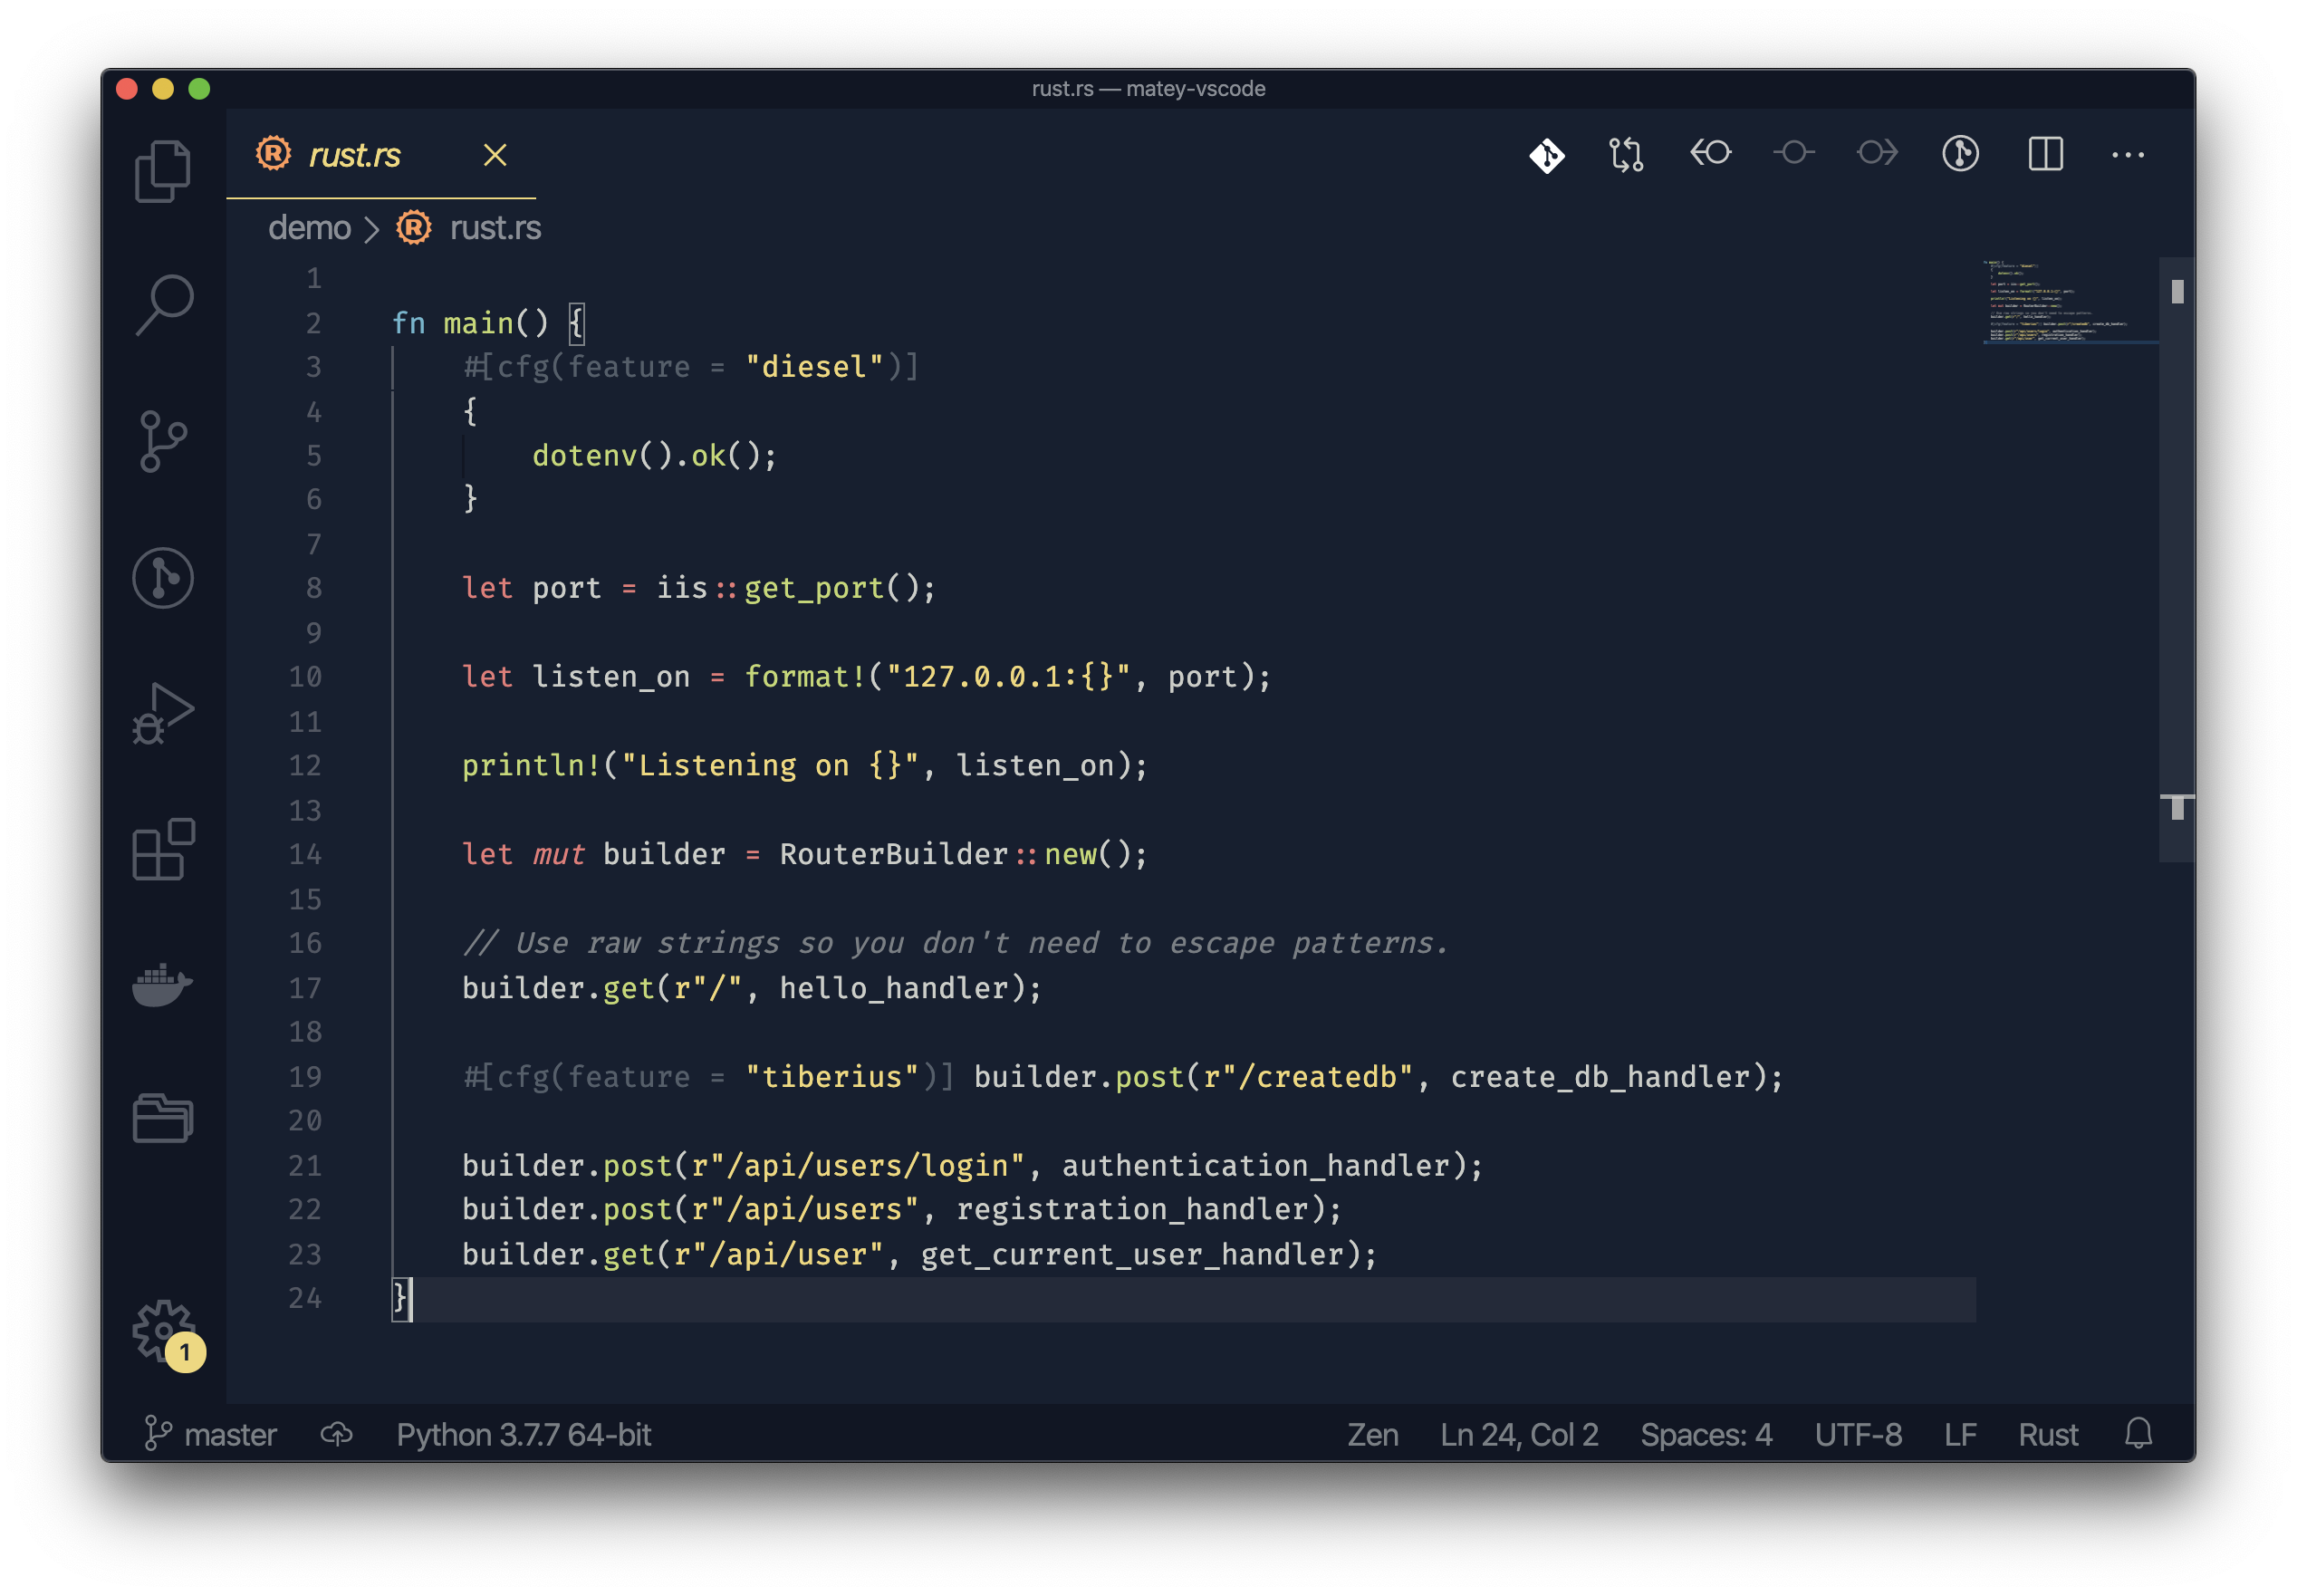 rust.rs — matey-vscode
rust.rs
demo > rust.rs
1
2 fn main() {
3     #[cfg(feature = "diesel")]
4     {
5         dotenv().ok();
6     }
7
8     let port = iis::get_port();
9
10     let listen_on = format!("127.0.0.1:{}", port);
11
12     println!("Listening on {}", listen_on);
13
14     let mut builder = RouterBuilder::new();
15
16     // Use raw strings so you don't need to escape patterns.
17     builder.get(r"/", hello_handler);
18
19     #[cfg(feature = "tiberius")] builder.post(r"/createdb", create_db_handler);
20
21     builder.post(r"/api/users/login", authentication_handler);
22     builder.post(r"/api/users", registration_handler);
23     builder.get(r"/api/user", get_current_user_handler);
24 }
1
master Python 3.7.7 64-bit Zen Ln 24, Col 2 Spaces: 4 UTF-8 LF Rust